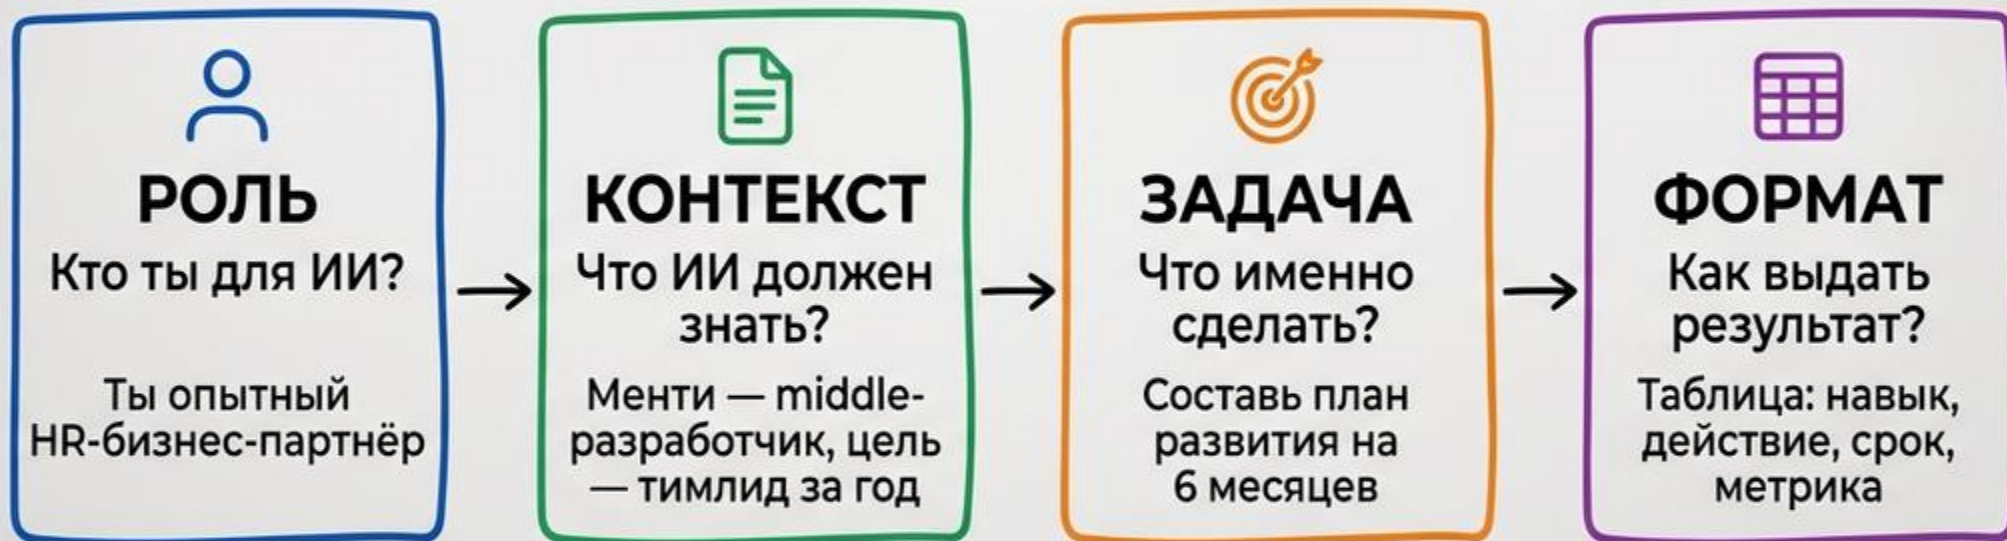 РОЛЬ
Кто ты для ИИ?
Ты опытный
HR-бизнес-партнёр
КОНТЕКСТ
Что ИИ должен
знать?
Менти — middle-
разработчик, цель
— тимлид за год
ЗАДАЧА
Что именно
сделать?
Составь план
развития на
6 месяцев
ФОРМАТ
Как выдать
результат?
Таблица: навык,
действие, срок,
метрика